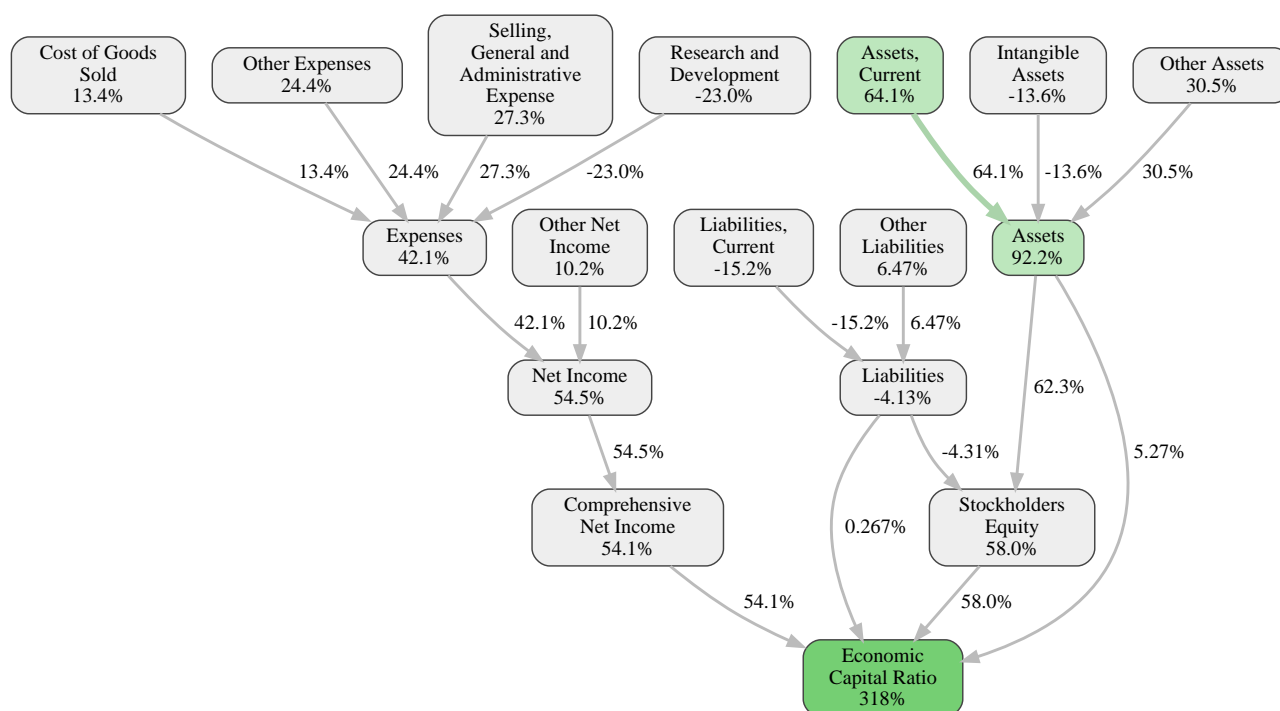 Cost of Goods
Sold
13.4%
Other Expenses
24.4%
Selling,
General and
Administrative
Expense
27.3%
Research and
Development
-23.0%
Assets,
Current
64.1%
Intangible
Assets
-13.6%
Other Assets
30.5%
13.4%
24.4%
27.3%
-23.0%
64.1%
-13.6%
30.5%
Expenses
42.1%
Other Net
Income
10.2%
Liabilities,
Current
-15.2%
Other
Liabilities
6.47%
Assets
92.2%
42.1%
10.2%
-15.2%
6.47%
Net Income
54.5%
Liabilities
-4.13%
62.3%
54.5%
-4.31%
5.27%
Comprehensive
Net Income
54.1%
0.267%
Stockholders
Equity
58.0%
54.1%
58.0%
Economic
Capital Ratio
318%